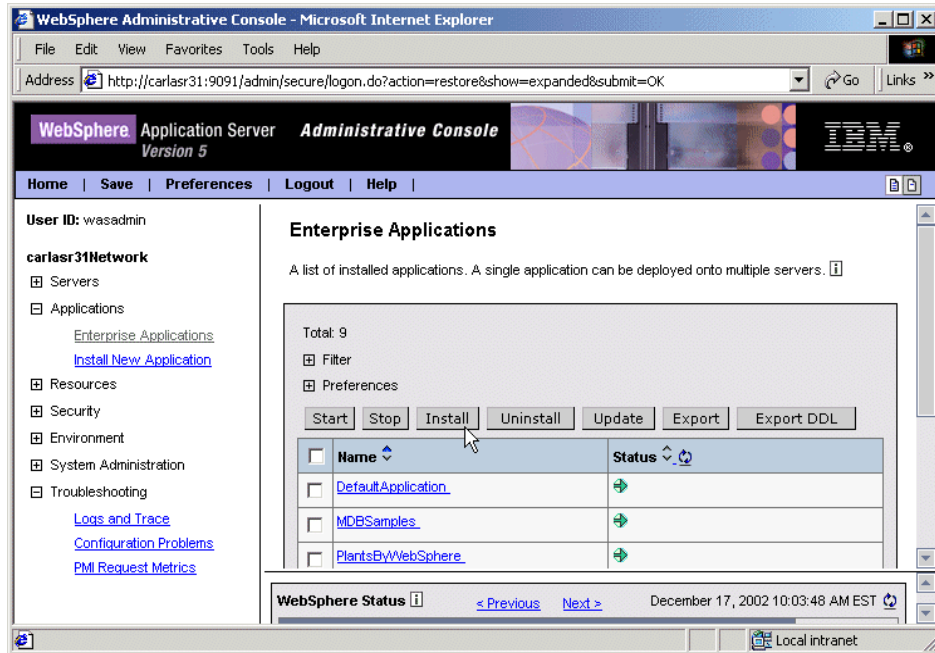 WebSphere Administrative Console - Microsoft Internet Explorer
File Edit View Favorites Tools Help
Address http://carlasr31:9091/admin/secure/logon.do?action=restore&show=expanded&submit=OK Go Links »
WebSphere Application Server Administrative Console
Version 5
IBM®
Home | Save | Preferences | Logout | Help |
User ID: wasadmin
carlasr31Network
Servers
Applications
Enterprise Applications
Install New Application
Resources
Security
Environment
System Administration
Troubleshooting
Logs and Trace
Configuration Problems
PMI Request Metrics
Enterprise Applications
A list of installed applications. A single application can be deployed onto multiple servers. i
Total: 9
Filter
Preferences
Start Stop Install Uninstall Update Export Export DDL
Name Status
DefaultApplication
MDBSamples
PlantsByWebSphere
WebSphere Status i < Previous Next > December 17, 2002 10:03:48 AM EST
Local intranet